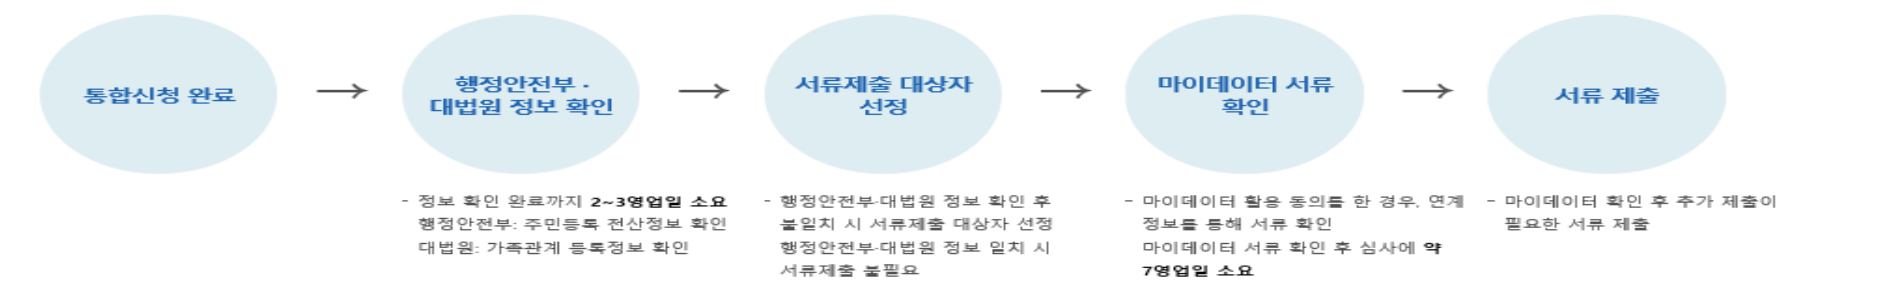 통합신청 완료
→
행정안전부 ·
대법원 정보 확인
→
서류제출 대상자
선정
→
마이데이터 서류
확인
→
서류 제출
- 정보 확인 완료까지 2~3영업일 소요
행정안전부: 주민등록 전산정보 확인
대법원: 가족관계 등록정보 확인
- 행정안전부·대법원 정보 확인 후
불일치 시 서류제출 대상자 선정
행정안전부·대법원 정보 일치 시
서류제출 불필요
- 마이데이터 활용 동의를 한 경우, 연계
정보를 통해 서류 확인
마이데이터 서류 확인 후 심사에 약
7영업일 소요
- 마이데이터 확인 후 추가 제출이
필요한 서류 제출